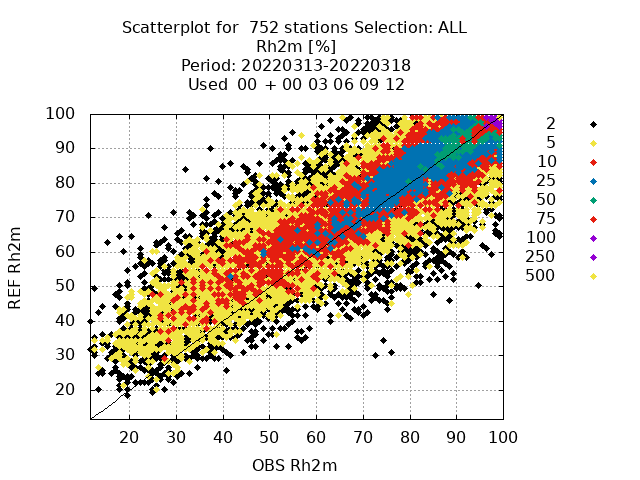 Scatterplot for 752 stations Selection: ALL
Rh2m [%]
Period: 20220313-20220318
Used 00 + 00 03 06 09 12
REF Rh2m
100
90
80
70
60
50
40
30
20
20 30 40 50 60 70 80 90 100
OBS Rh2m
2
5
10
25
50
75
100
250
500